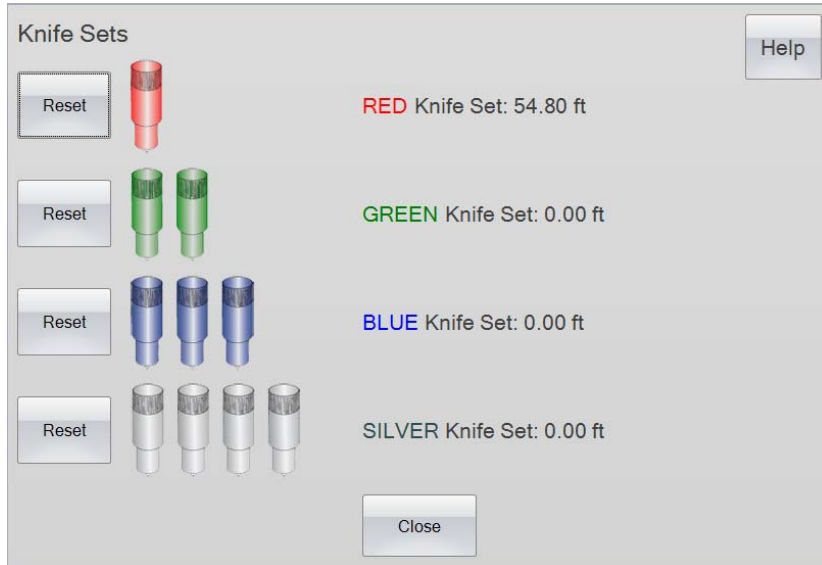 Knife Sets
Help
Reset
RED Knife Set: 54.80 ft
Reset
GREEN Knife Set: 0.00 ft
Reset
BLUE Knife Set: 0.00 ft
Reset
SILVER Knife Set: 0.00 ft
Close